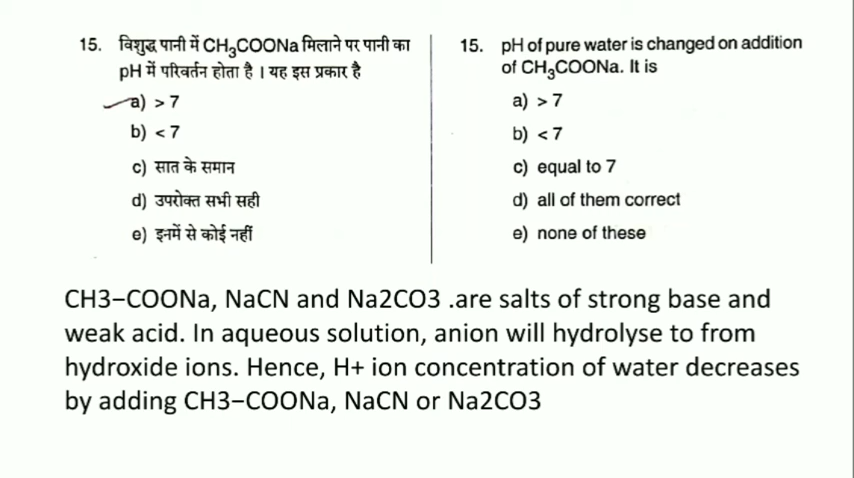 15. विशुद्ध पानी में CH₃COONa मिलाने पर पानी का
pH में परिवर्तन होता है । यह इस प्रकार है
a) > 7
b) < 7
c) सात के समान
d) उपरोक्त सभी सही
e) इनमें से कोई नहीं
15. pH of pure water is changed on addition
of CH₃COONa. It is
a) > 7
b) < 7
c) equal to 7
d) all of them correct
e) none of these
CH3−COONa, NaCN and Na2CO3 .are salts of strong base and
weak acid. In aqueous solution, anion will hydrolyse to from
hydroxide ions. Hence, H+ ion concentration of water decreases
by adding CH3−COONa, NaCN or Na2CO3